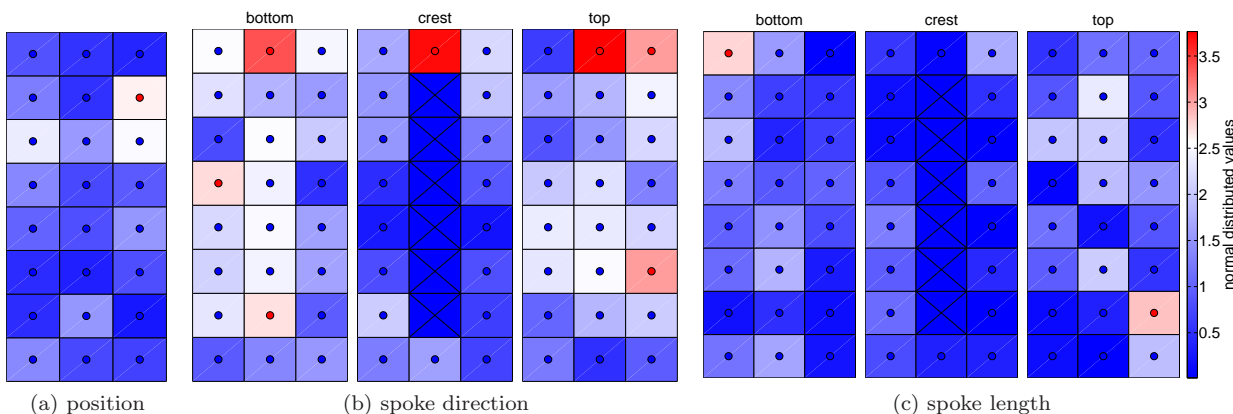 bottom crest top bottom crest top
3.5
3
2.5
2
1.5
1
0.5
normal distributed values
(a) position (b) spoke direction (c) spoke length